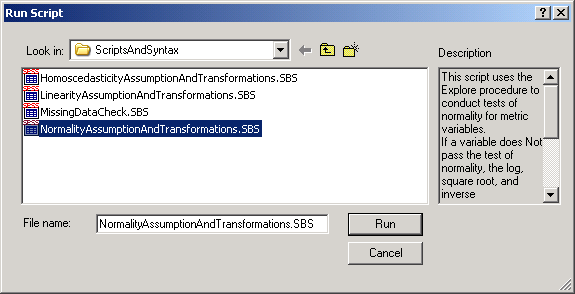 Run Script
Look in: ScriptsAndSyntax
Description
HomoscedasticityAssumptionAndTransformations.SBS
LinearityAssumptionAndTransformations.SBS
MissingDataCheck.SBS
NormalityAssumptionAndTransformations.SBS
This script uses the
Explore procedure to
conduct tests of
normality for metric
variables.
If a variable does Not
pass the test of
normality, the log,
square root, and
inverse
File name: NormalityAssumptionAndTransformations.SBS Run
Cancel